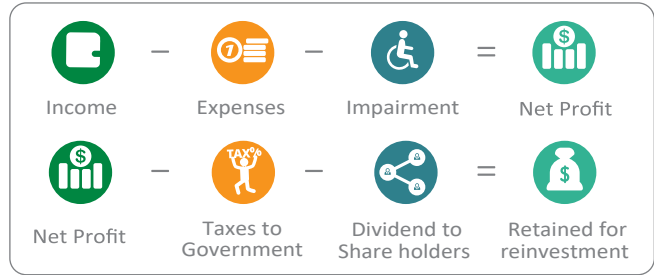 − − =
Income Expenses Impairment Net Profit
TAX%
− − =
Net Profit Taxes to Dividend to Retained for
Government Share holders reinvestment